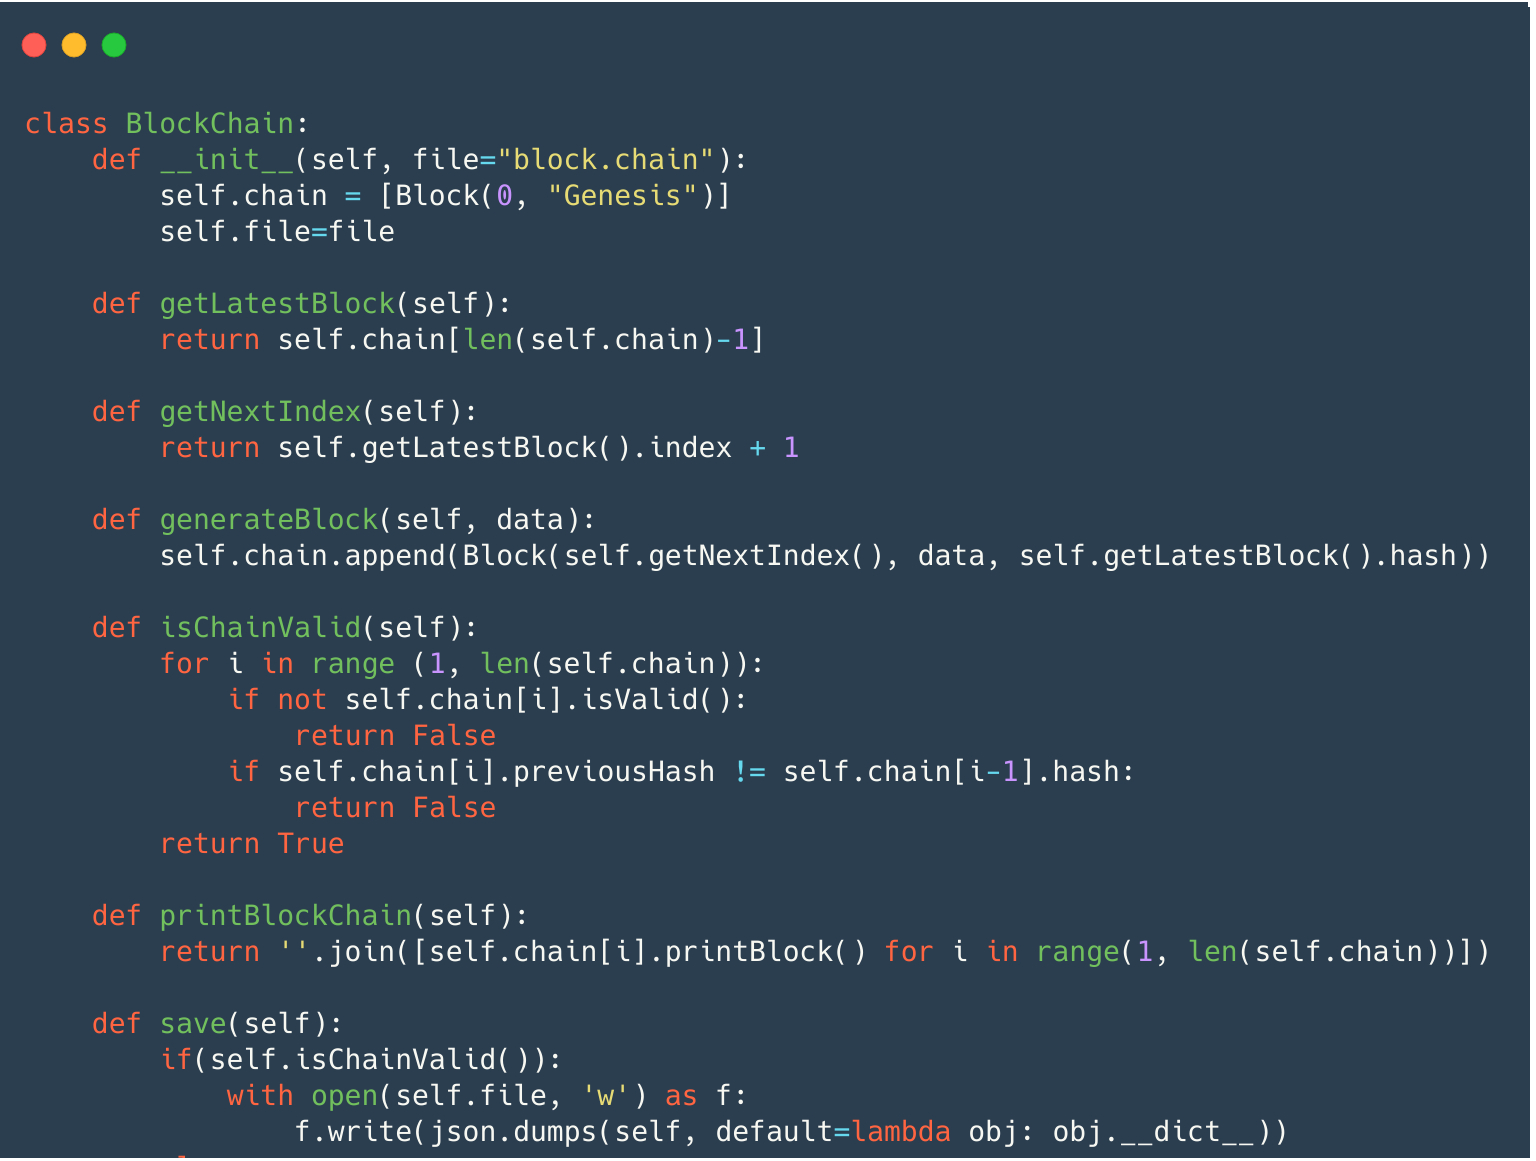 class BlockChain:
    def __init__(self, file="block.chain"):
        self.chain = [Block(0, "Genesis")]
        self.file=file

    def getLatestBlock(self):
        return self.chain[len(self.chain)-1]

    def getNextIndex(self):
        return self.getLatestBlock().index + 1

    def generateBlock(self, data):
        self.chain.append(Block(self.getNextIndex(), data, self.getLatestBlock().hash))

    def isChainValid(self):
        for i in range (1, len(self.chain)):
            if not self.chain[i].isValid():
                return False
            if self.chain[i].previousHash != self.chain[i-1].hash:
                return False
        return True

    def printBlockChain(self):
        return ''.join([self.chain[i].printBlock() for i in range(1, len(self.chain))])

    def save(self):
        if(self.isChainValid()):
            with open(self.file, 'w') as f:
                f.write(json.dumps(self, default=lambda obj: obj.__dict__))